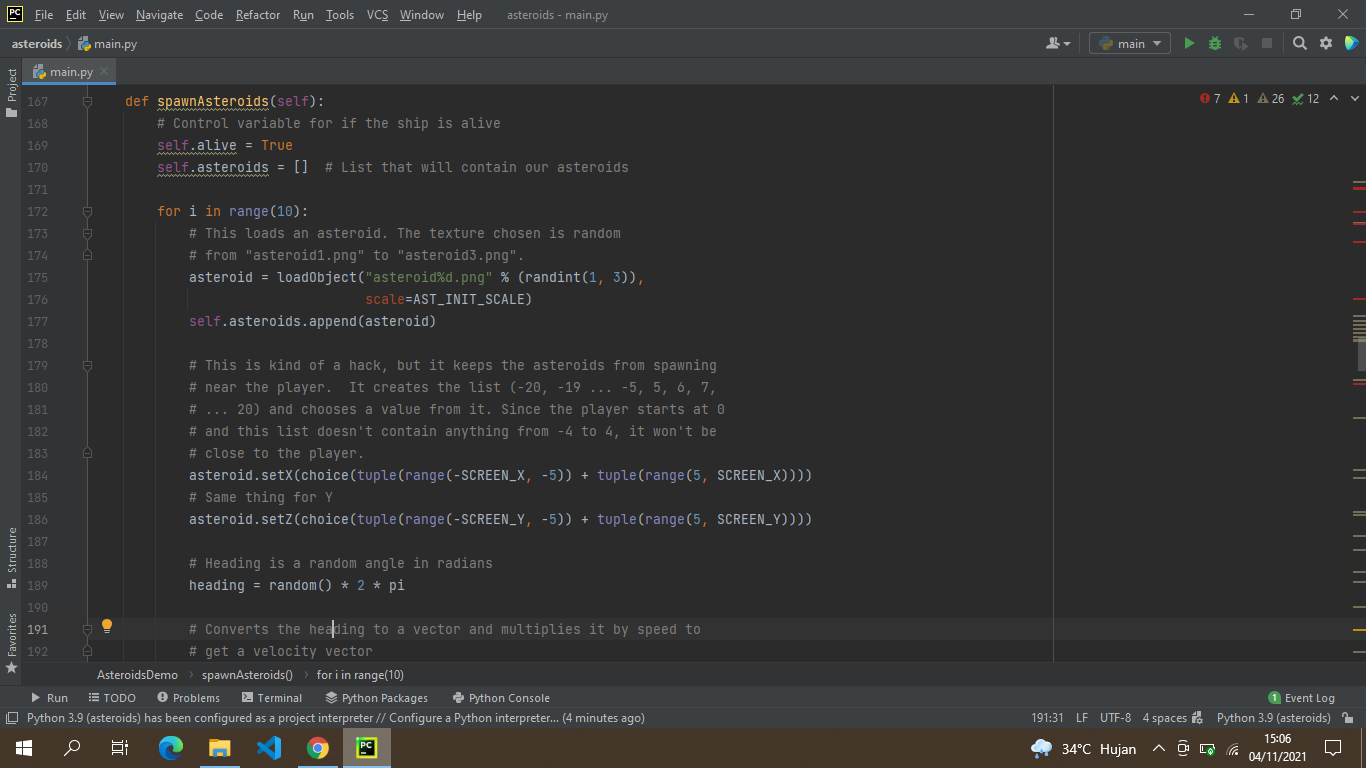 PC File Edit View Navigate Code Refactor Run Tools VCS Window Help asteroids - main.py
asteroids main.py main
Project main.py
167 def spawnAsteroids(self): 7 1 26 12
168 # Control variable for if the ship is alive
169 self.alive = True
170 self.asteroids = [] # List that will contain our asteroids
171
172 for i in range(10):
173 # This loads an asteroid. The texture chosen is random
174 # from "asteroid1.png" to "asteroid3.png".
175 asteroid = loadObject("asteroid%d.png" % (randint(1, 3)),
176 scale=AST_INIT_SCALE)
177 self.asteroids.append(asteroid)
178
179 # This is kind of a hack, but it keeps the asteroids from spawning
180 # near the player.  It creates the list (-20, -19 ... -5, 5, 6, 7,
181 # ... 20) and chooses a value from it. Since the player starts at 0
182 # and this list doesn't contain anything from -4 to 4, it won't be
183 # close to the player.
184 asteroid.setX(choice(tuple(range(-SCREEN_X, -5)) + tuple(range(5, SCREEN_X))))
185 # Same thing for Y
186 asteroid.setZ(choice(tuple(range(-SCREEN_Y, -5)) + tuple(range(5, SCREEN_Y))))
187
188 # Heading is a random angle in radians
189 heading = random() * 2 * pi
190
191 # Converts the heading to a vector and multiplies it by speed to
192 # get a velocity vector
Structure
Favorites
AsteroidsDemo spawnAsteroids() for i in range(10)
Run TODO Problems Terminal Python Packages Python Console 1 Event Log
Python 3.9 (asteroids) has been configured as a project interpreter // Configure a Python interpreter... (4 minutes ago) 191:31 LF UTF-8 4 spaces Python 3.9 (asteroids)
PC 34°C Hujan 15:06
04/11/2021